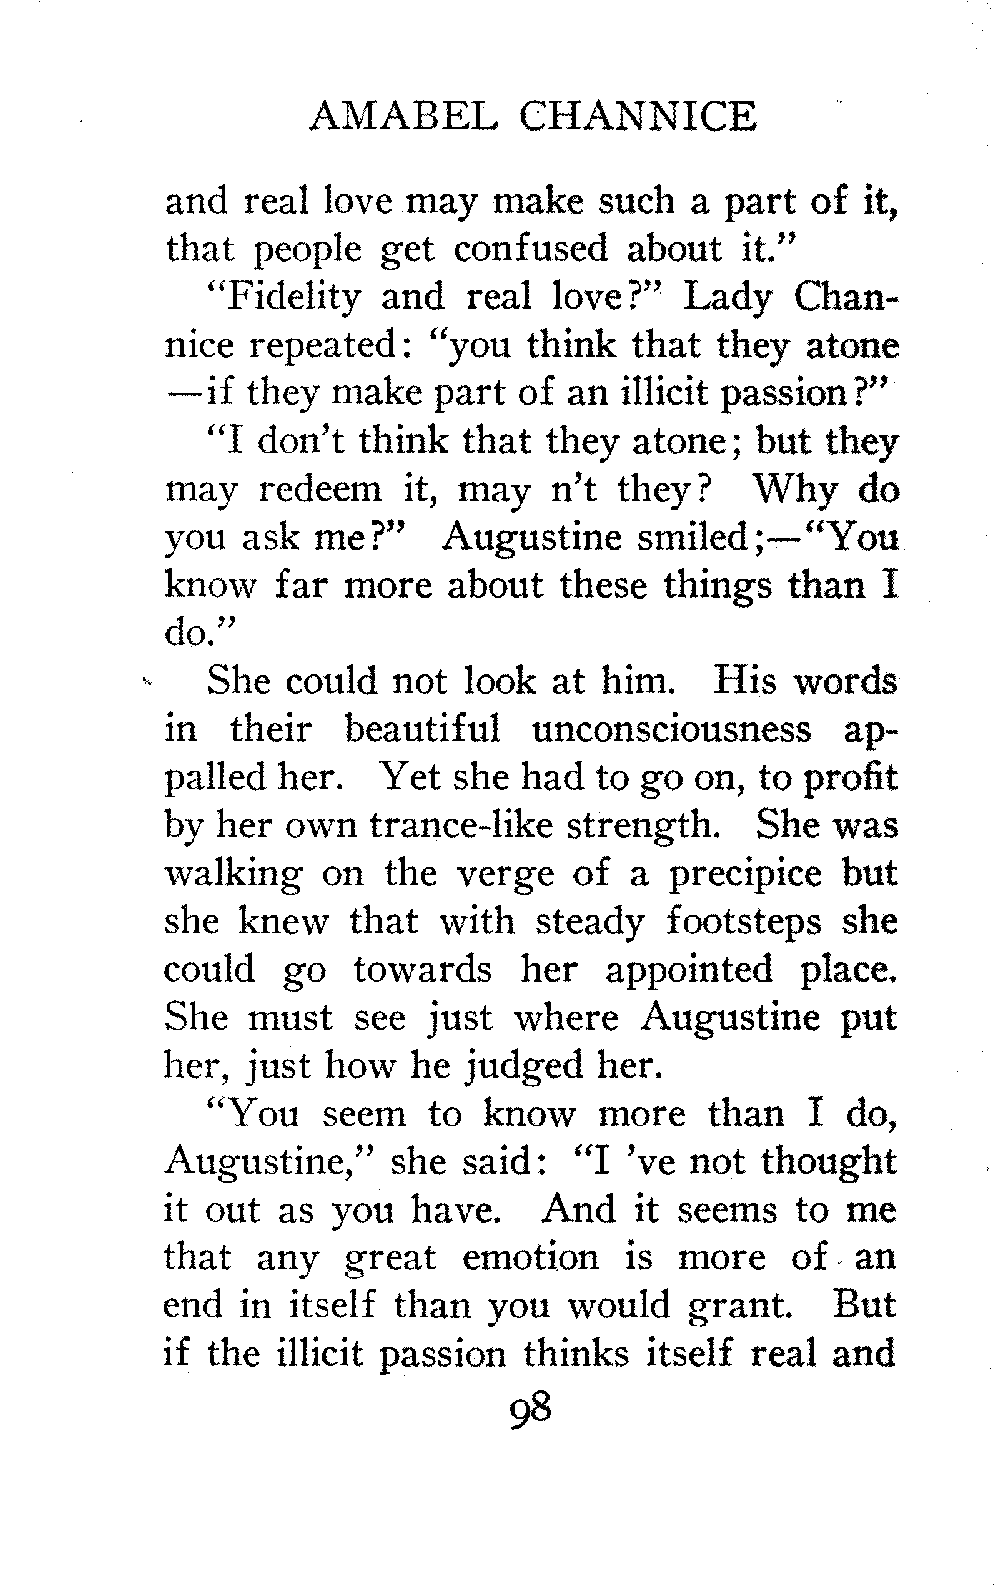 AMABEL CHANNICE
and real love may make such a part of it,
that people get confused about it."
"Fidelity and real love?" Lady Chan-
nice repeated: "you think that they atone
—if they make part of an illicit passion?"
"I don't think that they atone; but they
may redeem it, may n't they? Why do
you ask me?" Augustine smiled;—"You
know far more about these things than I
do."
She could not look at him. His words
in their beautiful unconsciousness ap-
palled her. Yet she had to go on, to profit
by her own trance-like strength. She was
walking on the verge of a precipice but
she knew that with steady footsteps she
could go towards her appointed place.
She must see just where Augustine put
her, just how he judged her.
"You seem to know more than I do,
Augustine," she said: "I 've not thought
it out as you have. And it seems to me
that any great emotion is more of an
end in itself than you would grant. But
if the illicit passion thinks itself real and
98